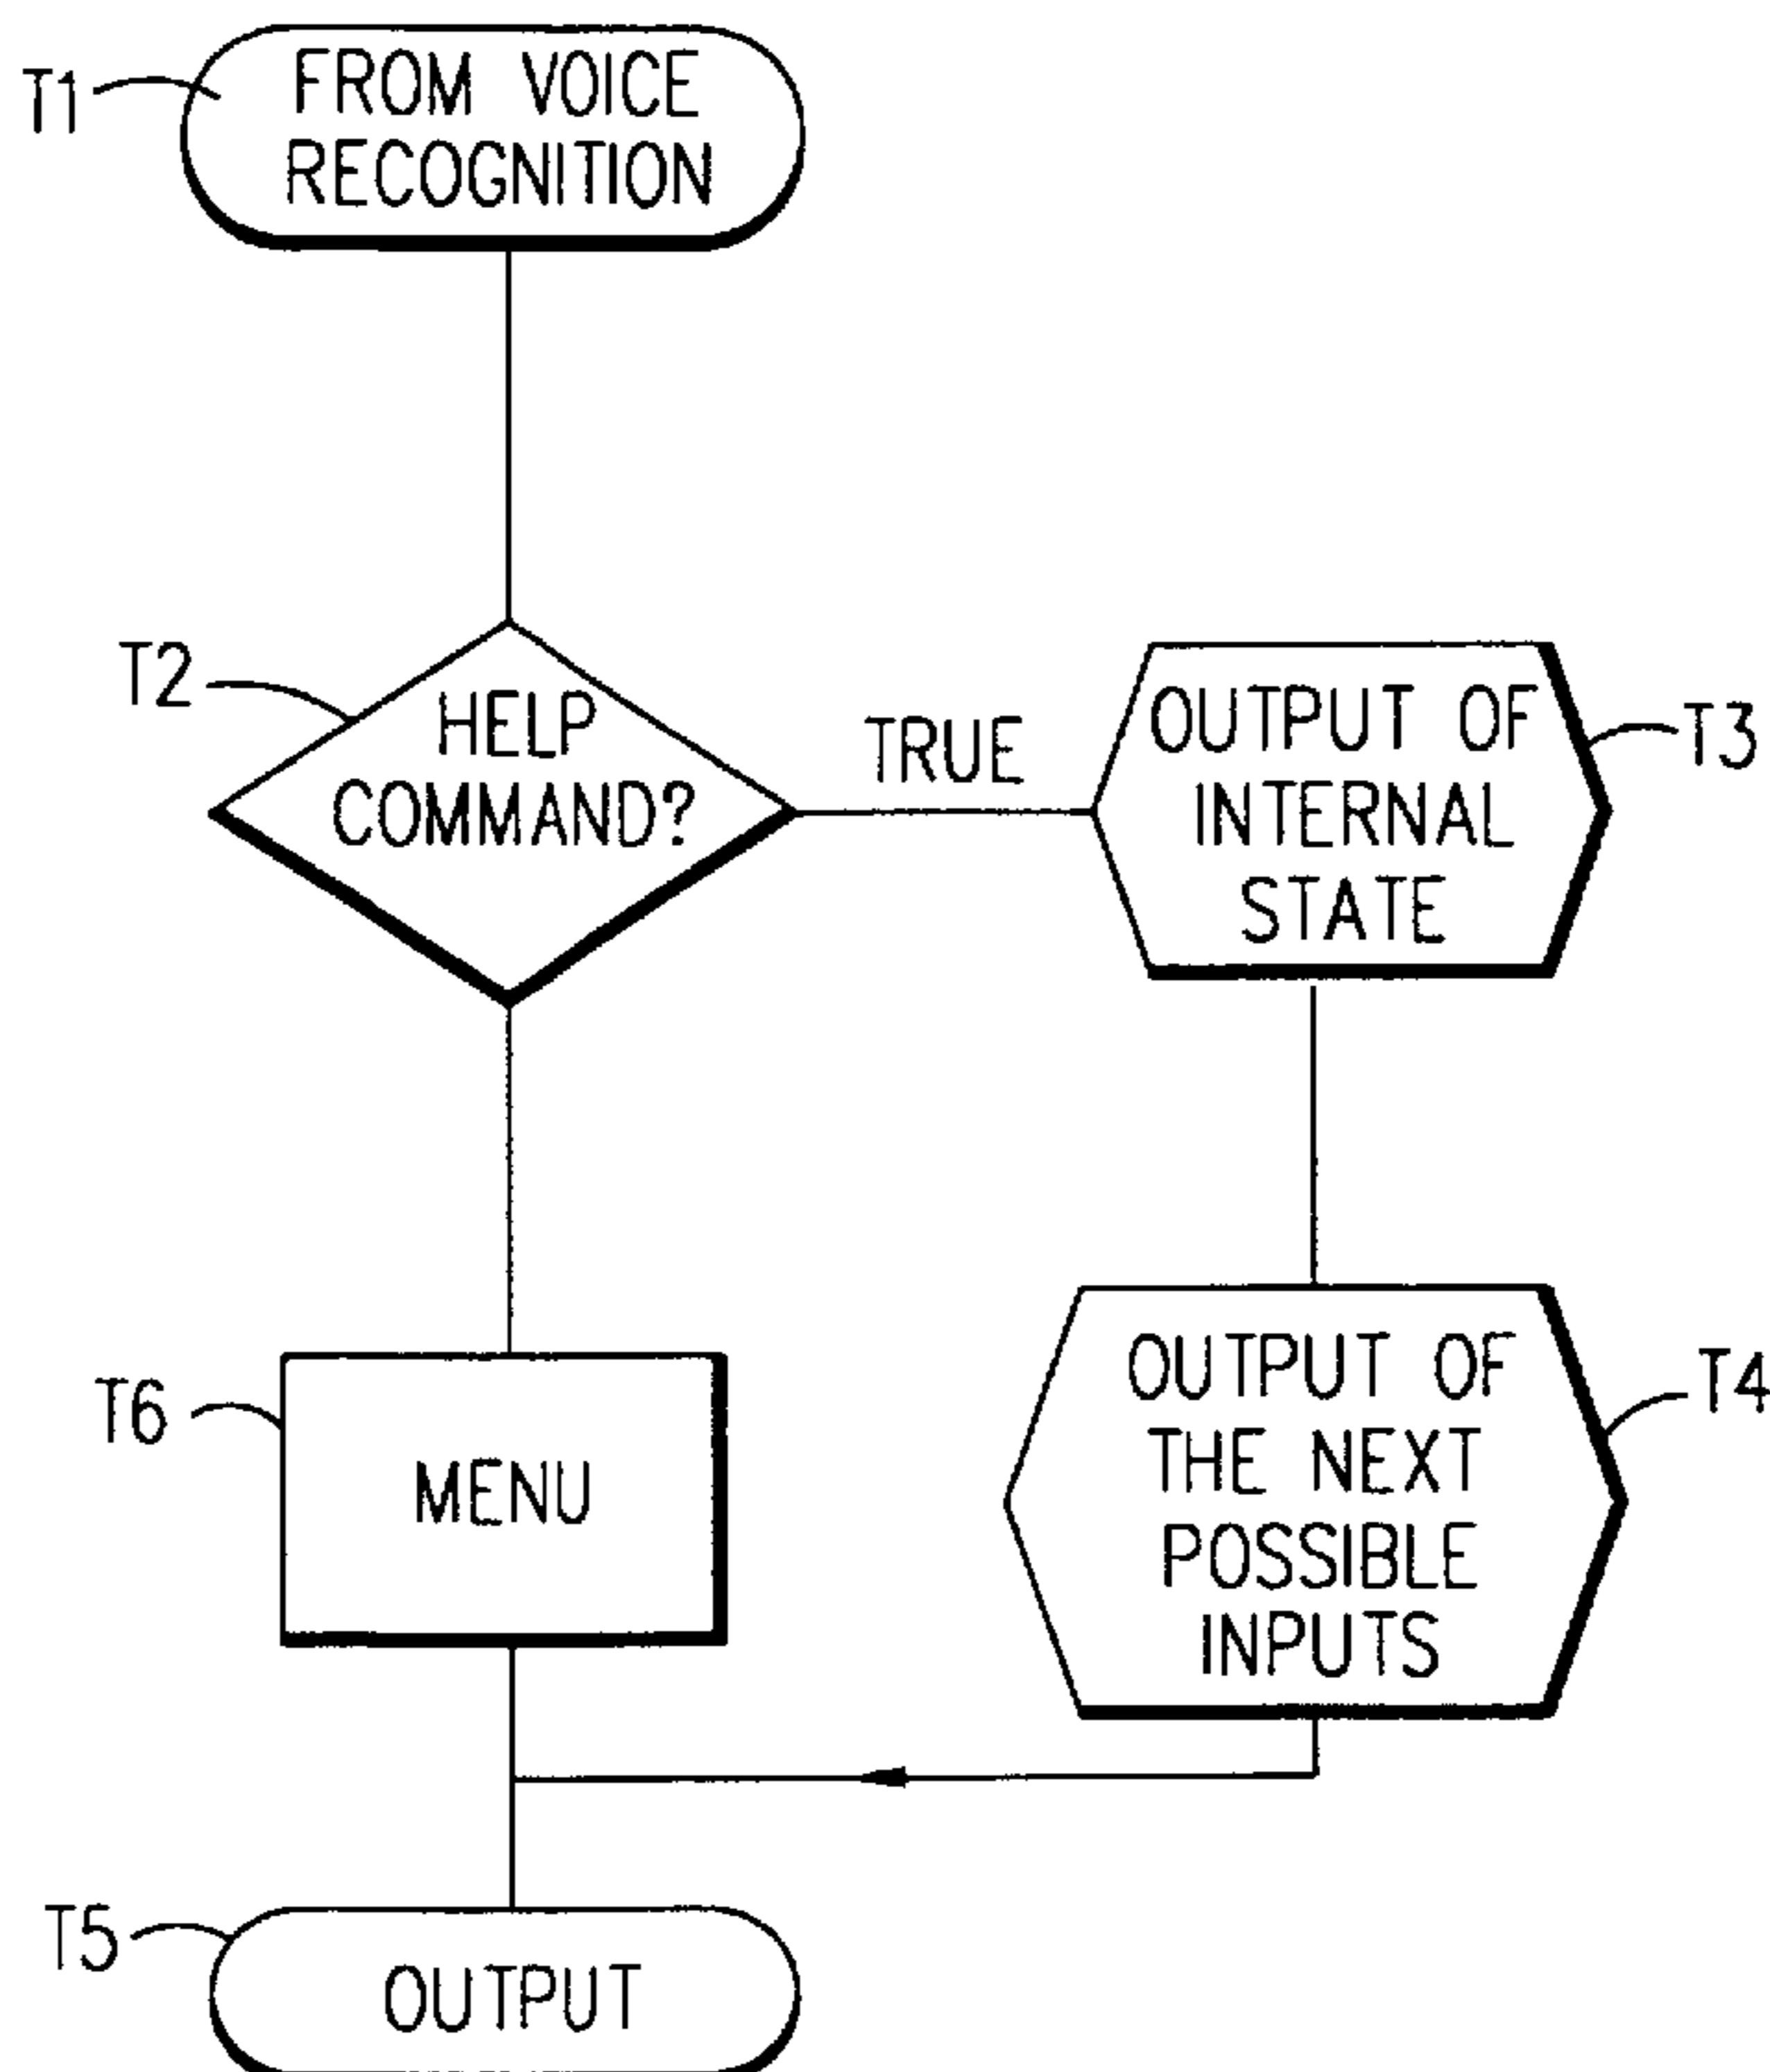 T1
FROM VOICE
RECOGNITION
T2
HELP
COMMAND?
TRUE
OUTPUT OF
INTERNAL
STATE
T3
T6
MENU
OUTPUT OF
THE NEXT
POSSIBLE
INPUTS
T4
T5
OUTPUT